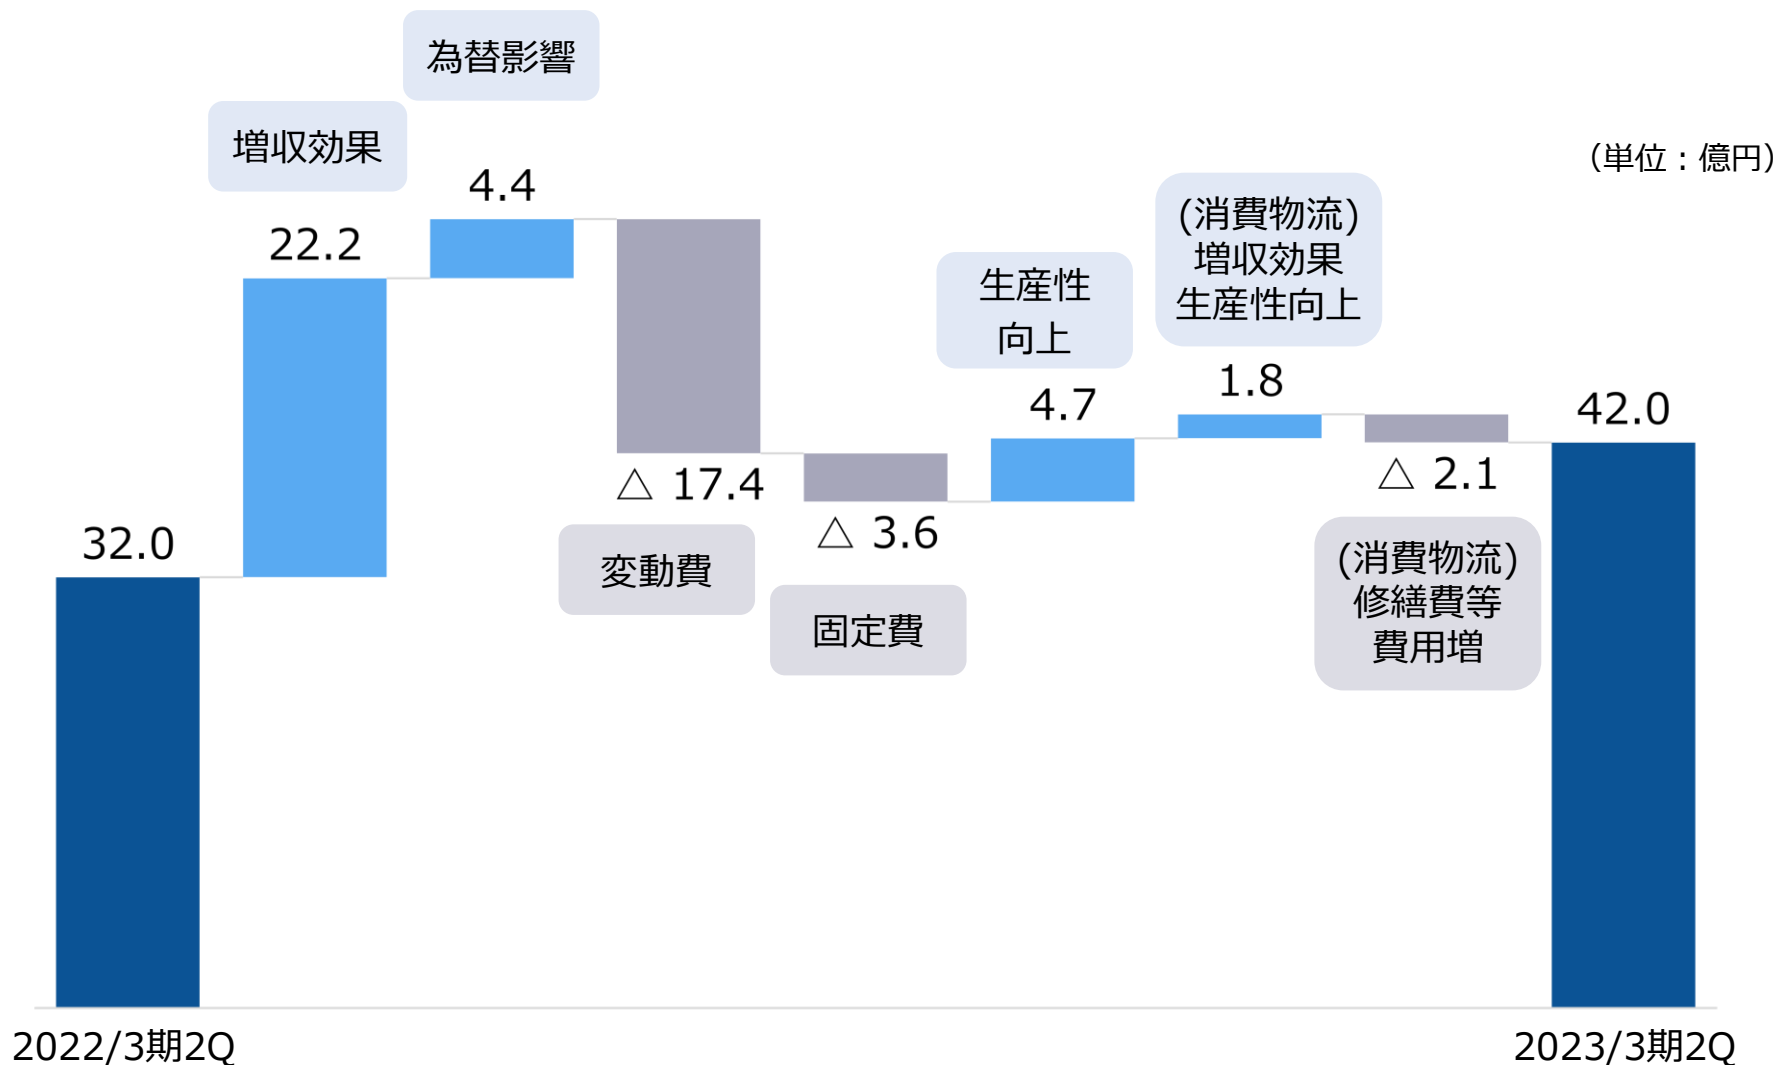 為替影響
増収効果
(単位：億円)
4.4
22.2
(消費物流)
増収効果
生産性向上
生産性
向上
1.8
4.7
42.0
△ 17.4
△ 2.1
△ 3.6
32.0
変動費
固定費
(消費物流)
修繕費等
費用増
2022/3期2Q
2023/3期2Q